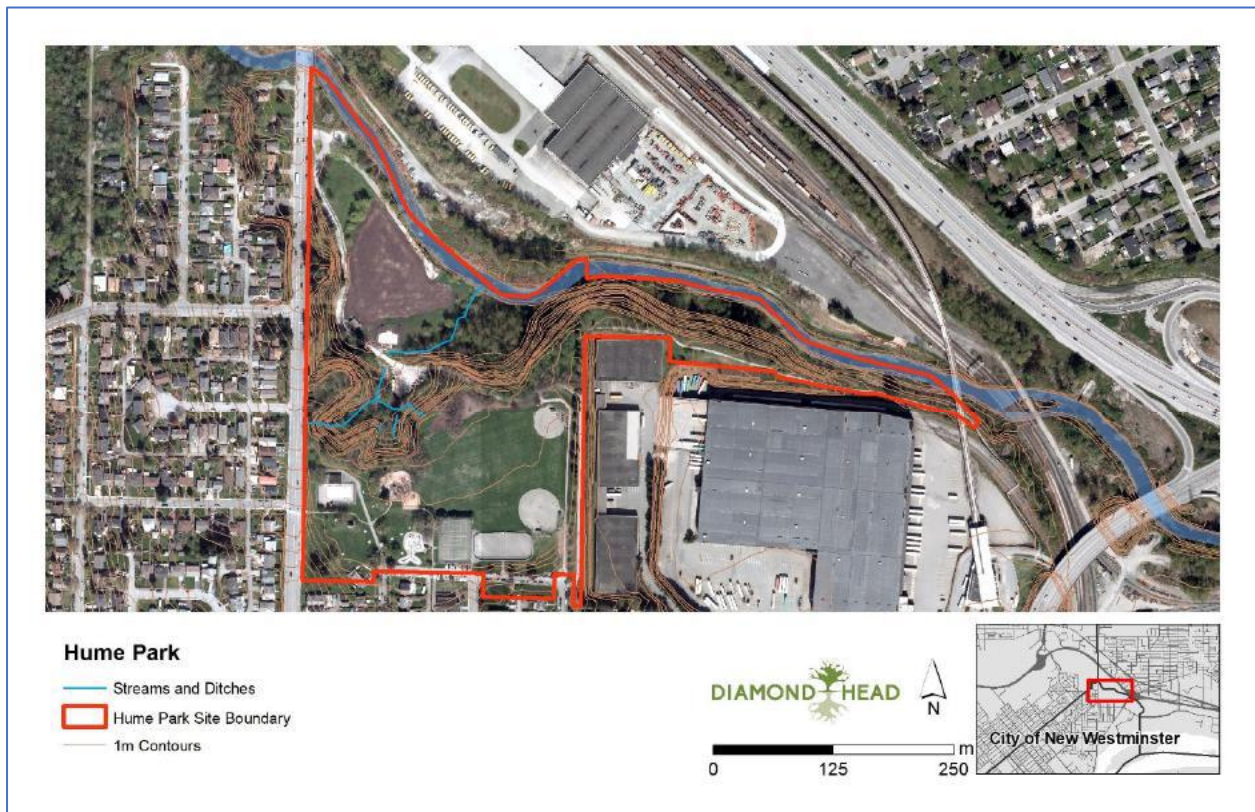 Hume Park
Streams and Ditches
Hume Park Site Boundary
1m Contours
DIAMOND HEAD
N
m
0 125 250
City of New Westminster